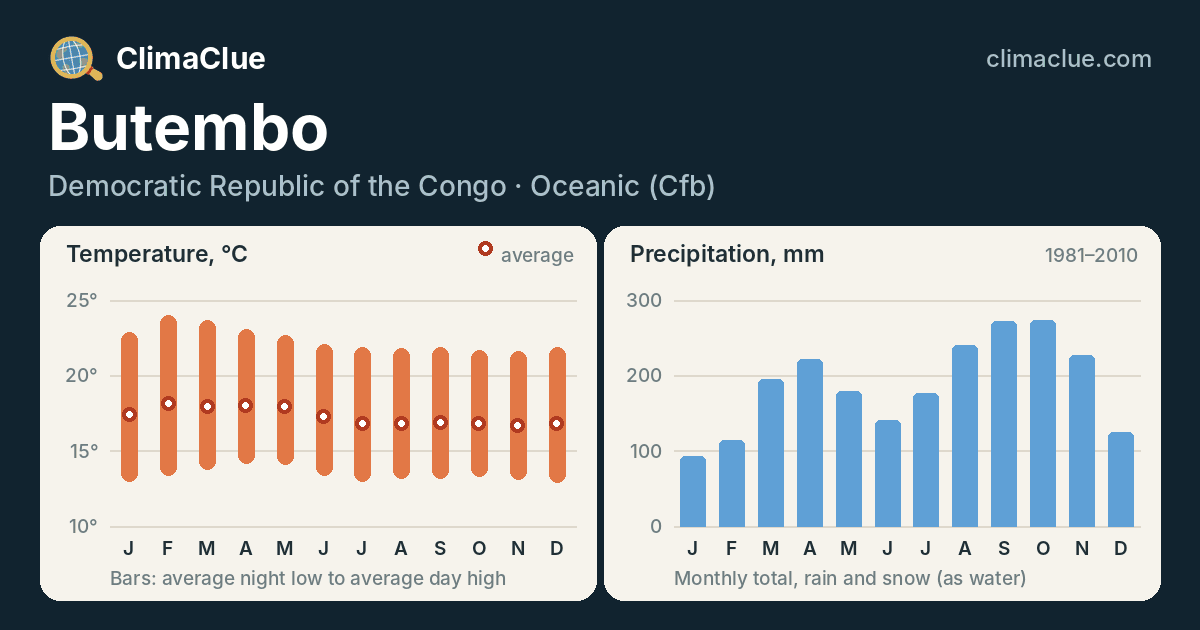 ClimaClue
climaclue.com
Butembo
Democratic Republic of the Congo · Oceanic (Cfb)
Temperature, °C
average
25°
20°
15°
10°
J F M A M J J A S O N D
Bars: average night low to average day high
Precipitation, mm
1981–2010
300
200
100
0
J F M A M J J A S O N D
Monthly total, rain and snow (as water)